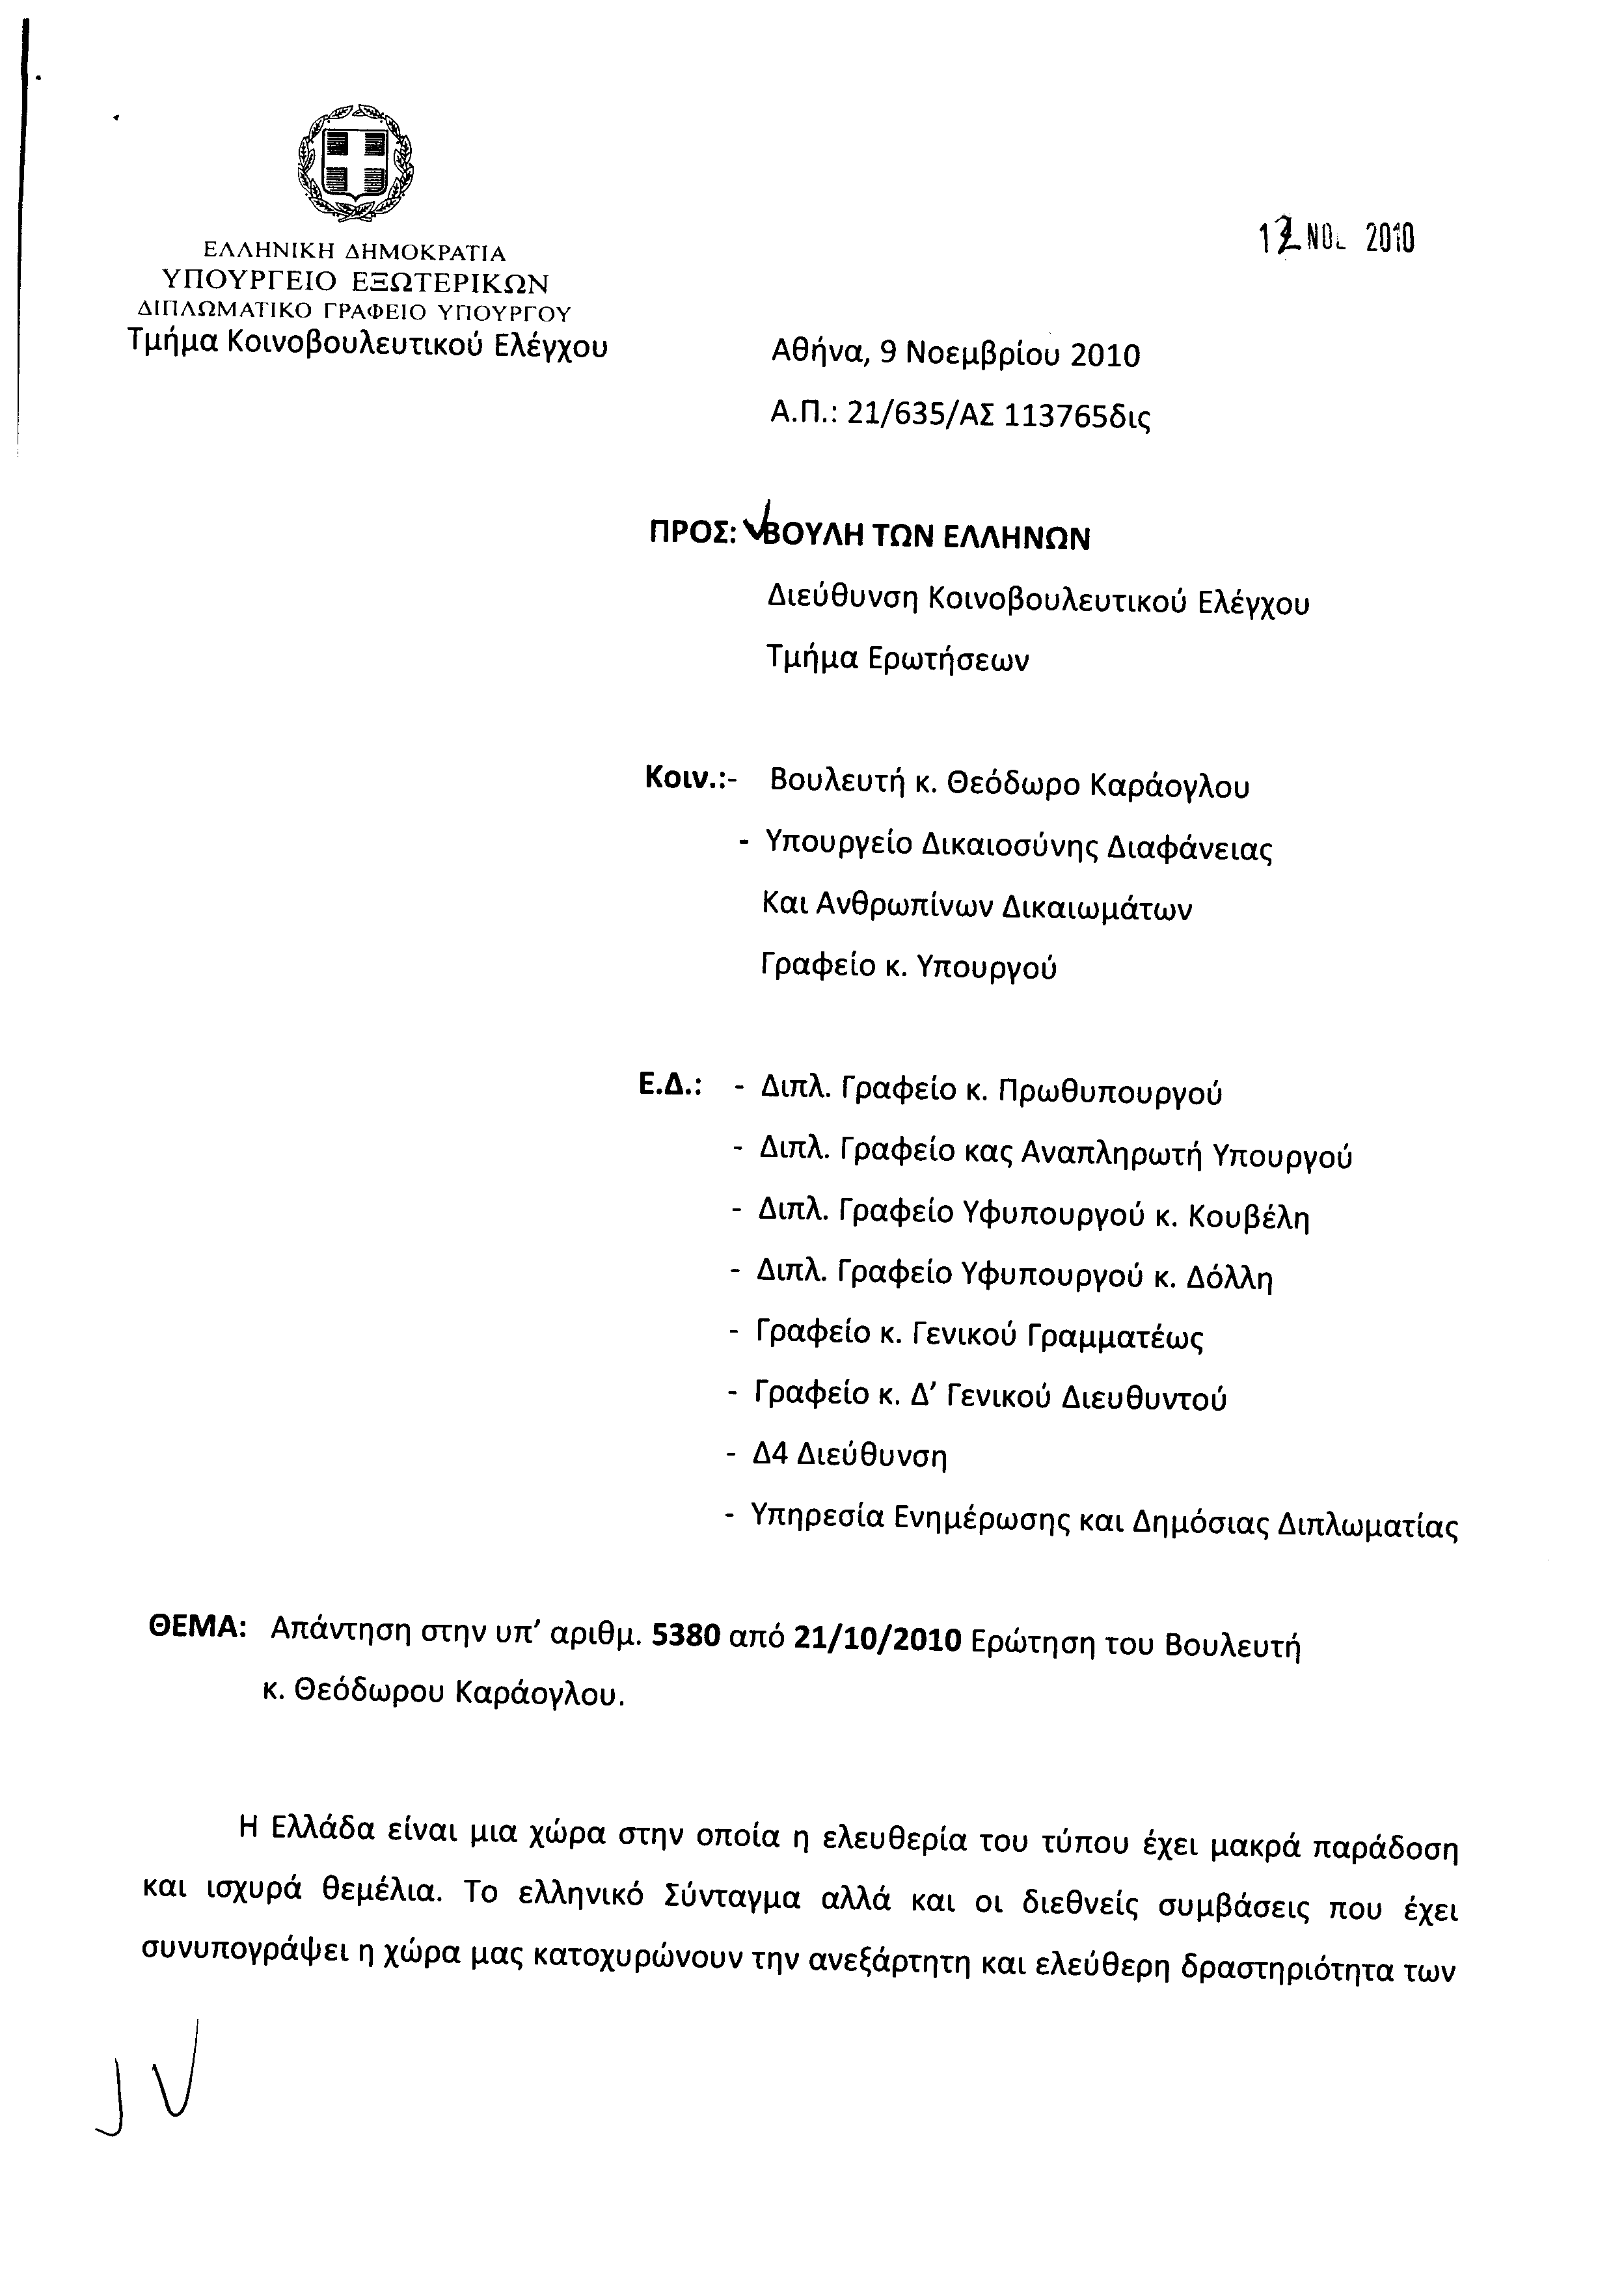 ΕΛΛΗΝΙΚΗ ΔΗΜΟΚΡΑΤΙΑ
ΥΠΟΥΡΓΕΙΟ ΕΞΩΤΕΡΙΚΩΝ
ΔΙΠΛΩΜΑΤΙΚΟ ΓΡΑΦΕΙΟ ΥΠΟΥΡΓΟΥ
Τμήμα Κοινοβουλευτικού Ελέγχου
2010
Αθήνα, 9 Νοεμβρίου 2010
Α.Π.: 21/635/ΑΣ 113765δις
ΠΡΟΣ: ΒΟΥΛΗ ΤΩΝ ΕΛΛΗΝΩΝ
Διεύθυνση Κοινοβουλευτικού Ελέγχου
Τμήμα Ερωτήσεων
Κοιν.:- Βουλευτή κ. Θεόδωρο Καράογλου
- Υπουργείο Δικαιοσύνης Διαφάνειας
Και Ανθρωπίνων Δικαιωμάτων
Γραφείο κ. Υπουργού
Ε.Δ.: - Διπλ. Γραφείο κ. Πρωθυπουργού
- Διπλ. Γραφείο κας Αναπληρωτή Υπουργού
- Διπλ. Γραφείο Υφυπουργού κ. Κουβέλη
- Διπλ. Γραφείο Υφυπουργού κ. Δόλλη
- Γραφείο κ. Γενικού Γραμματέως
- Γραφείο κ. Δ’ Γενικού Διευθυντού
- Δ4 Διεύθυνση
- Υπηρεσία Ενημέρωσης και Δημόσιας Διπλωματίας
ΘΕΜΑ: Απάντηση στην υπ’ αριθμ. 5380 από 21/10/2010 Ερώτηση του Βουλευτή
κ. Θεόδωρου Καράογλου.
Η Ελλάδα είναι μια χώρα στην οποία η ελευθερία του τύπου έχει μακρά παράδοση
και ισχυρά θεμέλια. Το ελληνικό Σύνταγμα αλλά και οι διεθνείς συμβάσεις που έχει
συνυπογράψει η χώρα μας κατοχυρώνουν την ανεξάρτητη και ελεύθερη δραστηριότητα των